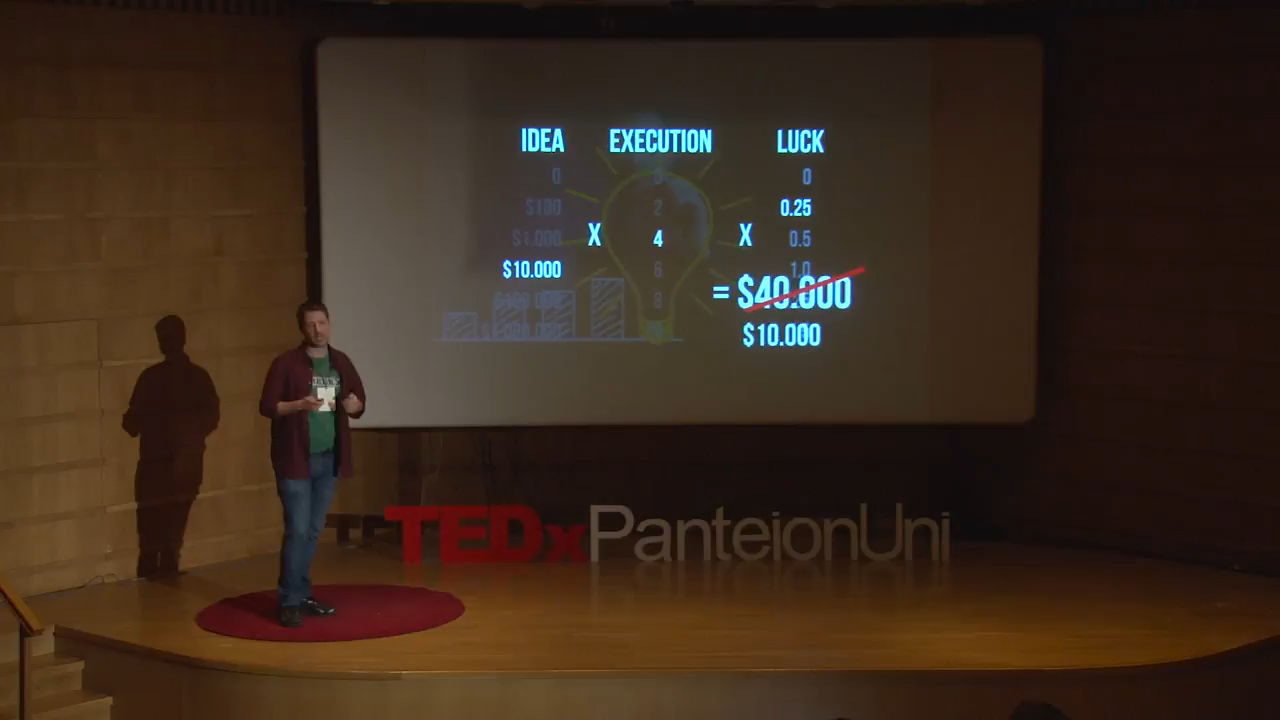 IDEA EXECUTION LUCK
0 0
$100 2 0.25
$1.000 X 4 X 0.5
$10.000 6 1.0
8
= $40.000
$10.000
TEDxPanteionUni